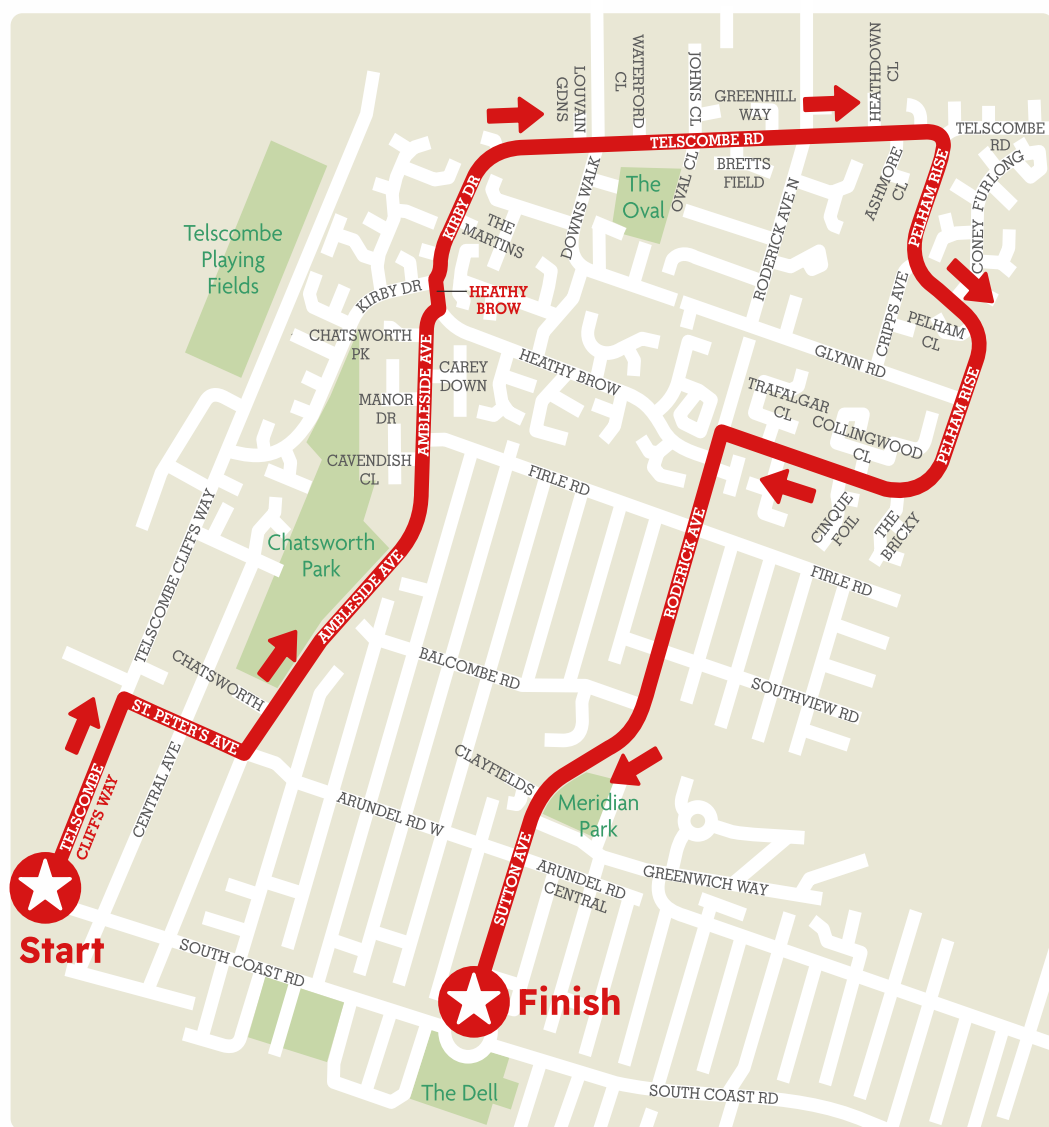 HEATHDOWN
CL
LOUVAIN
GDNS
WATERFORD
CL
JOHNS CL
GREENHILL
WAY
TELSCOMBE RD
TELSCOMBE
RD
BRETTS
FIELD
The
Oval
OVAL CL
DOWNS WALK
RODERICK AVE N
ASHMORE
CL
PELHAM RISE
CONEY FURLONG
KIRBY DR
THE
MARTINS
Telscombe
Playing
Fields
KIRBY DR
HEATHY
BROW
CHATSWORTH
PK
CAREY
DOWN
AMBLESIDE AVE
MANOR
DR
CAVENDISH
CL
HEATHY BROW
CRIPPS AVE
PELHAM
CL
GLYNN RD
TRAFALGAR
CL
COLLINGWOOD
CL
PELHAM RISE
FIRLE RD
CINQUE
FOIL
THE
BRICKY
FIRLE RD
RODERICK AVE
Chatsworth
Park
AMBLESIDE AVE
TELSCOMBE CLIFFS WAY
CHATSWORTH
BALCOMBE RD
SOUTHVIEW RD
ST. PETER'S AVE
CENTRAL AVE
TELSCOMBE
CLIFFS WAY
CLAYFIELDS
Meridian
Park
ARUNDEL RD W
SUTTON AVE
ARUNDEL RD
CENTRAL
GREENWICH WAY
Start
SOUTH COAST RD
Finish
The Dell
SOUTH COAST RD